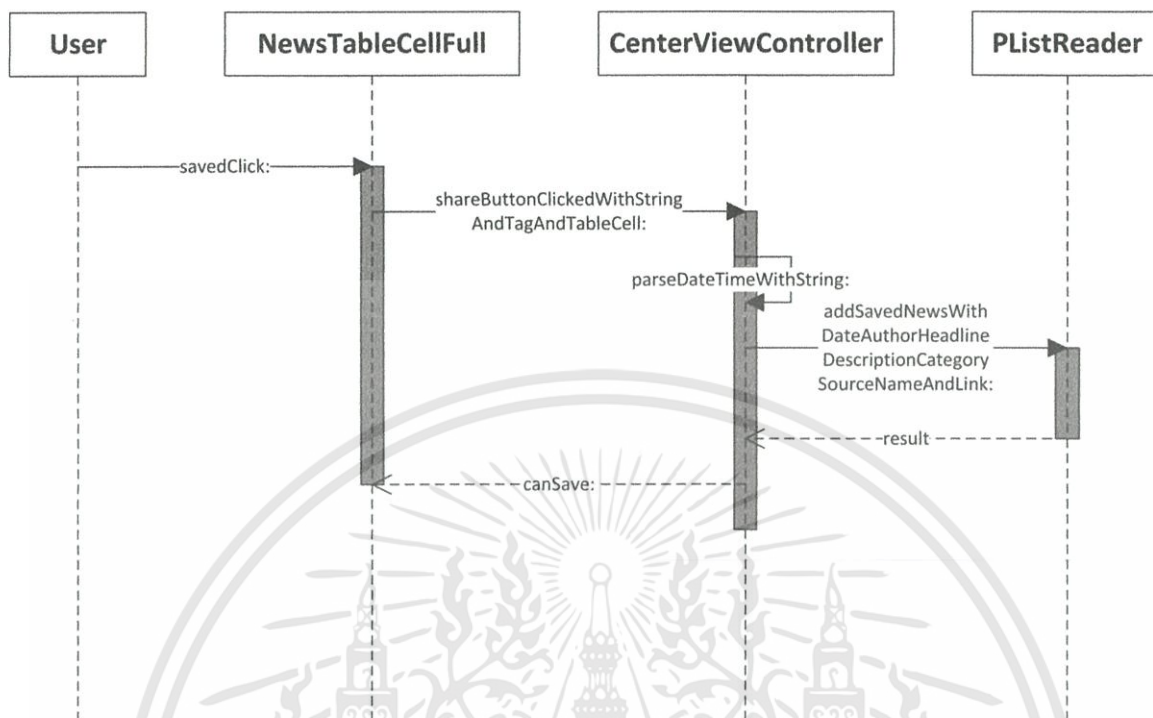 User
NewsTableCellFull
CenterViewController
PListReader
savedClick:
shareButtonClickedWithString
AndTagAndTableCell:
parseDateTimeWithString:
addSavedNewsWith
DateAuthorHeadline
DescriptionCategory
SourceNameAndLink:
result
canSave: